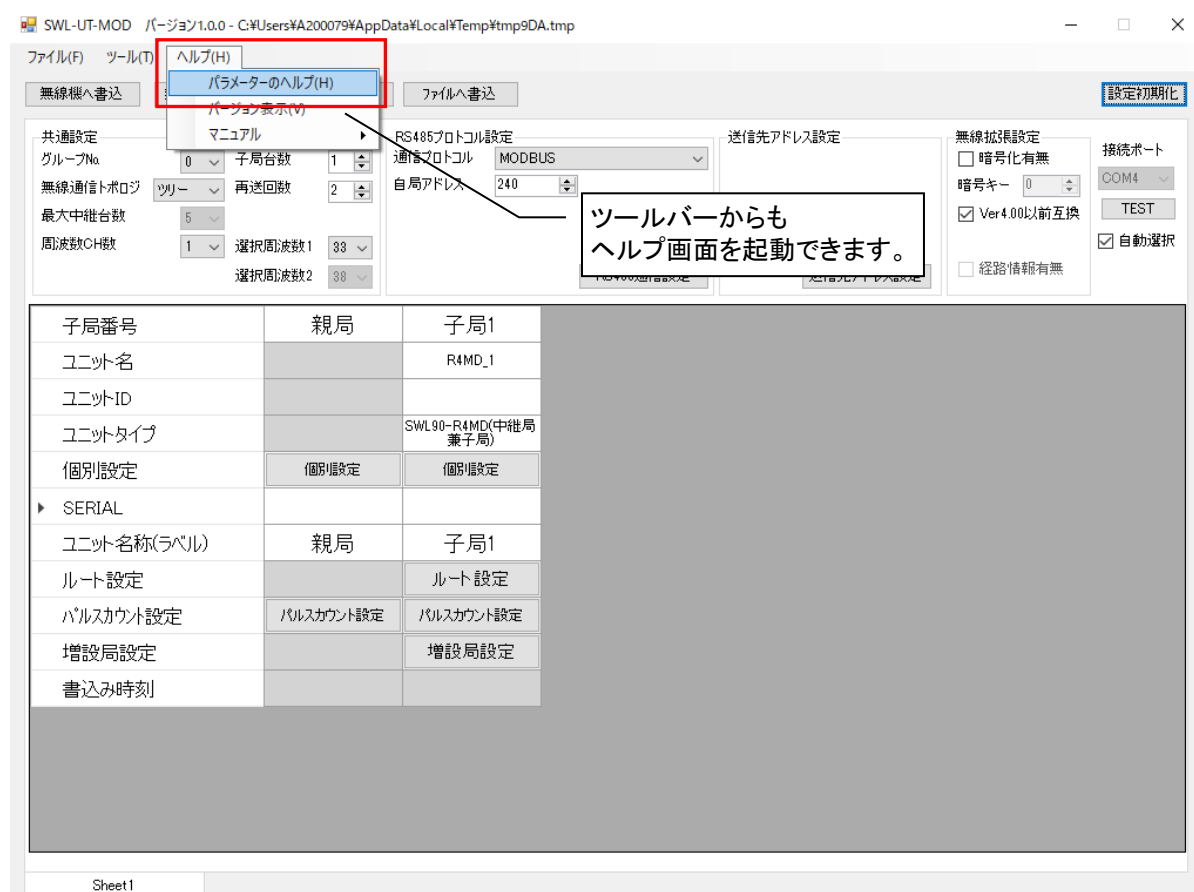 SWL-UT-MOD バージョン1.0.0 - C:¥Users¥A200079¥AppData¥Local¥Temp¥tmp9DA.tmp
ファイル(F) ツール(T) ヘルプ(H)
パラメーターのヘルプ(H)
バージョン表示(V)
マニュアル
無線機へ書込 ファイルへ書込 設定初期化
共通設定
グループNo. 0 子局台数 1
無線通信トポロジ ツリー 再送回数 2
最大中継台数 5
周波数CH数 1 選択周波数1 33
選択周波数2 38
RS485プロトコル設定
通信プロトコル MODBUS
自局アドレス 240
送信先アドレス設定
無線拡張設定
暗号化有無
暗号キー 0
Ver4.00以前互換
経路情報有無
接続ポート
COM4
TEST
自動選択
ツールバーからも
ヘルプ画面を起動できます。
子局番号 親局 子局1
ユニット名 R4MD_1
ユニットID
ユニットタイプ SWL90-R4MD(中継局
兼子局)
個別設定 個別設定 個別設定
SERIAL
ユニット名称(ラベル) 親局 子局1
ルート設定 ルート設定
パルスカウント設定 パルスカウント設定 パルスカウント設定
増設局設定 増設局設定
書込み時刻
Sheet1